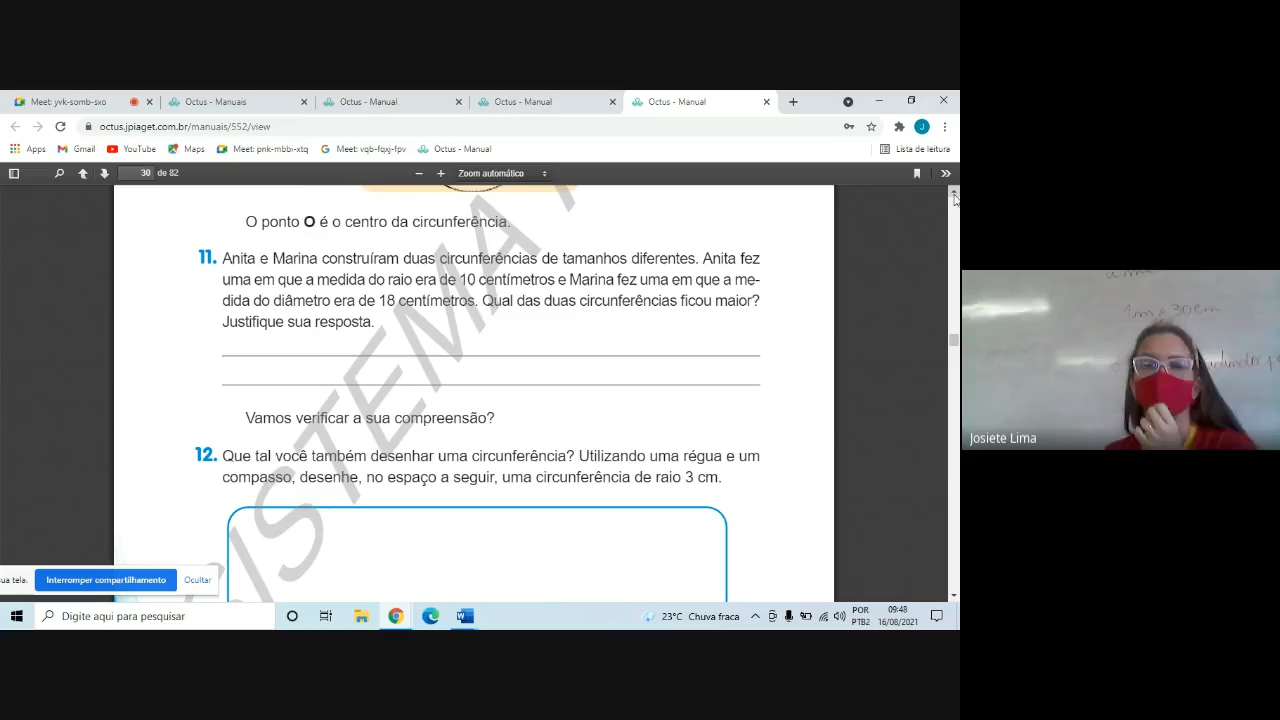 Meet: yvk-somb-sxo
Octus - Manuais
Octus - Manual
Octus - Manual
Octus - Manual
octus.jpiaget.com.br/manuais/552/view
Apps
Gmail
YouTube
Maps
Meet: pnk-mbbi-xtq
Meet: vqb-fqxj-fpv
Octus - Manual
Lista de leitura
30 de 82
Zoom automático
O ponto O é o centro da circunferência.
11. Anita e Marina construíram duas circunferências de tamanhos diferentes. Anita fez
uma em que a medida do raio era de 10 centímetros e Marina fez uma em que a me-
dida do diâmetro era de 18 centímetros. Qual das duas circunferências ficou maior?
Justifique sua resposta.
Vamos verificar a sua compreensão?
12. Que tal você também desenhar uma circunferência? Utilizando uma régua e um
compasso, desenhe, no espaço a seguir, uma circunferência de raio 3 cm.
SISTEMA
sua tela.
Interromper compartilhamento
Ocultar
Digite aqui para pesquisar
23°C Chuva fraca
POR
PTB2
09:48
16/08/2021
J
1m e 30cm
Josiete Lima